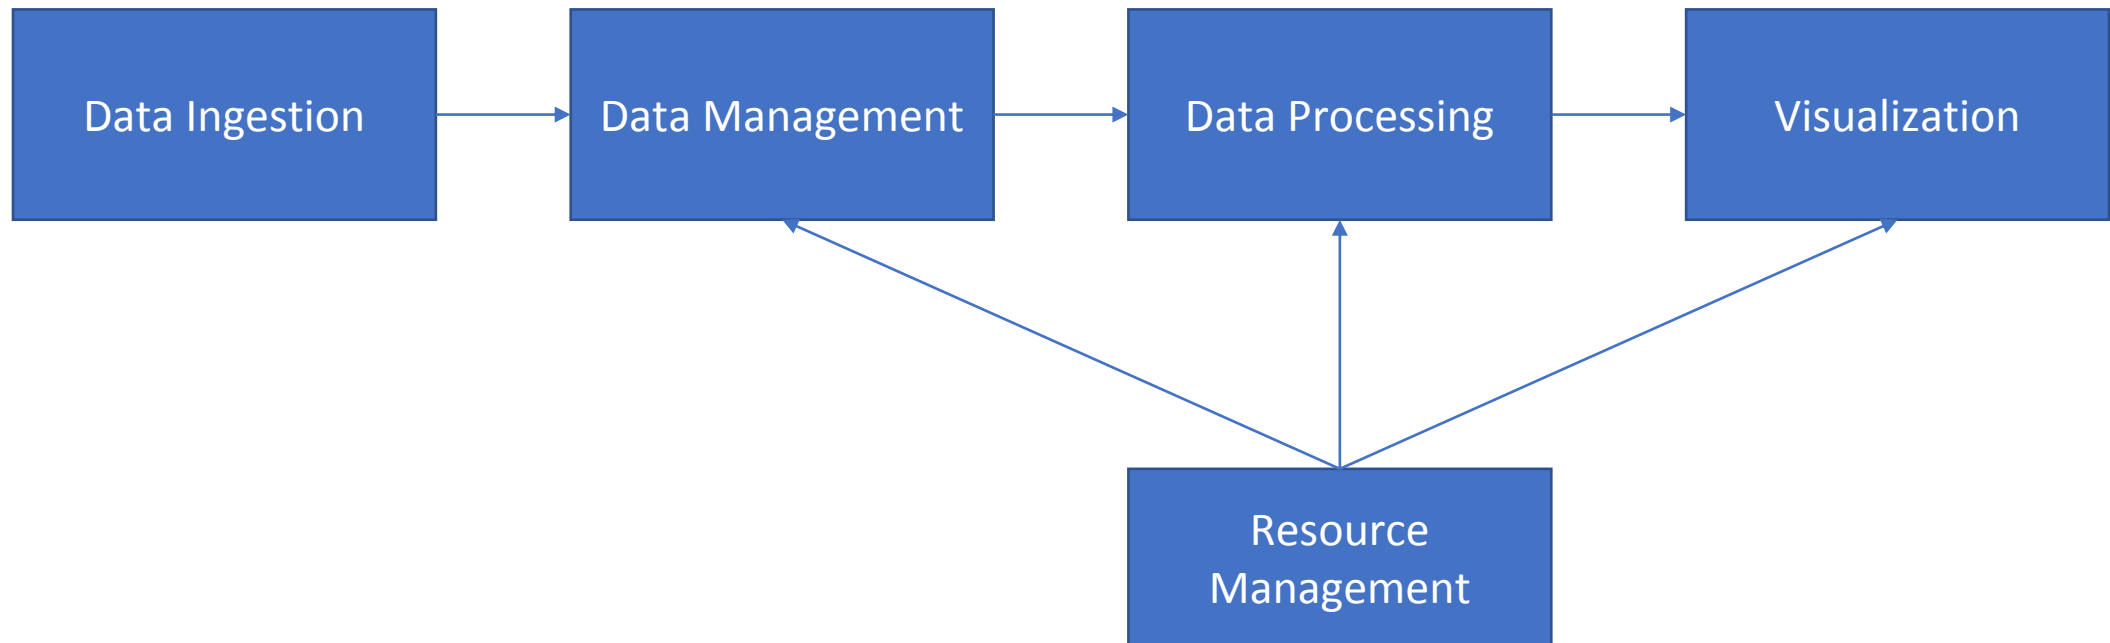 Data Ingestion
Data Management
Data Processing
Visualization
Resource
Management